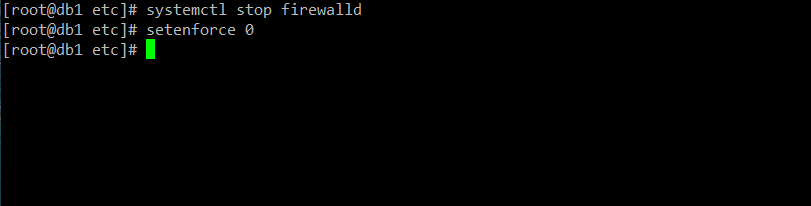 [root@db1 etc]# systemctl stop firewalld
[root@db1 etc]# setenforce 0
[root@db1 etc]#